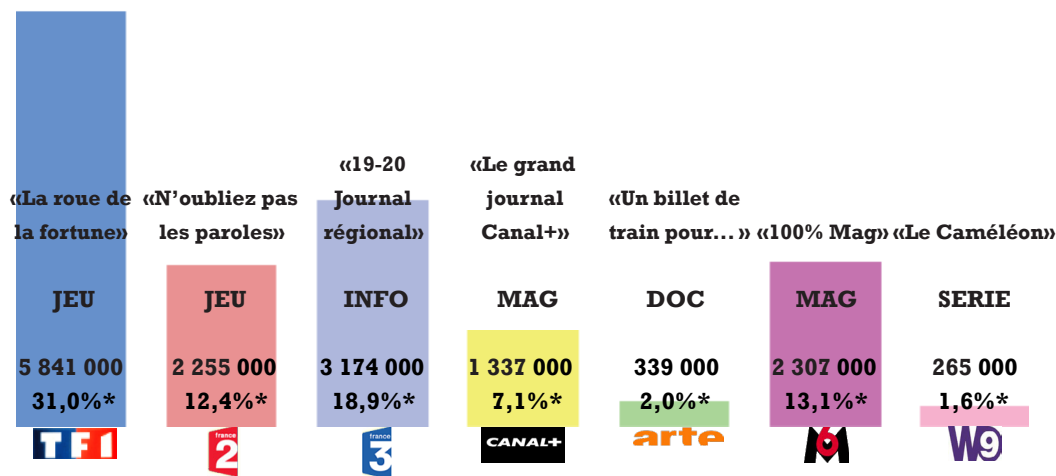 «19-20 «Le grand
«La roue de «N’oubliez pas Journal journal «Un billet de
la fortune» les paroles» régional» Canal+» train pour... » «100% Mag» «Le Caméléon»
JEU JEU INFO MAG DOC MAG SERIE
5 841 000 2 255 000 3 174 000 1 337 000 339 000 2 307 000 265 000
31,0%* 12,4%* 18,9%* 7,1%* 2,0%* 13,1%* 1,6%*
TF1 france 2 france 3 CANAL+ arte M6 W9